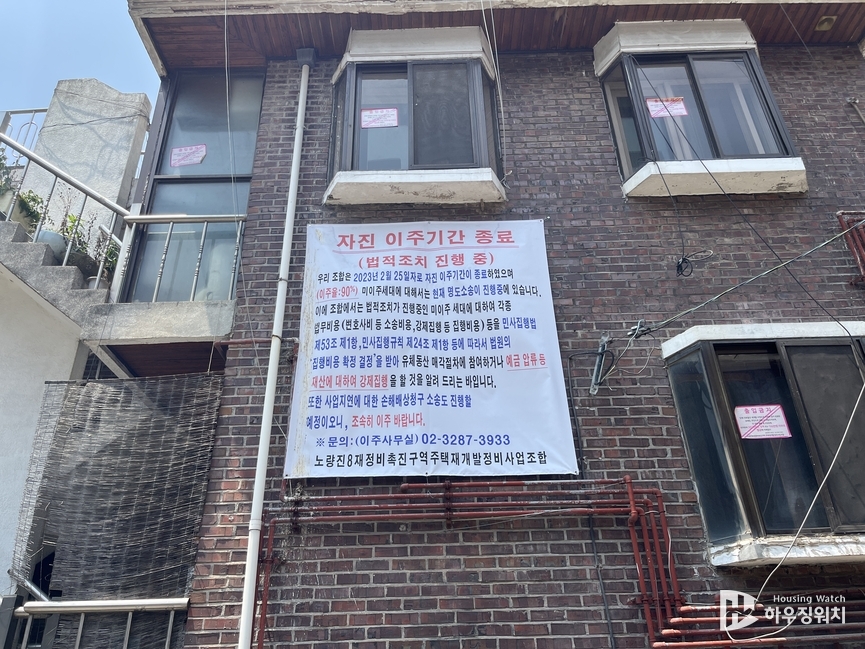 자진 이주기간 종료
(법적조치 진행 중)
우리 조합은 2023년 2월 25일자로 자진 이주기간이 종료하였으며
(이주율:90%) 미이주세대에 대해서는 현재 명도소송이 진행중에 있습니다.
이에 조합에서는 법적조치가 진행중인 미이주 세대에 대하여 각종
법무비용 (변호사비 등 소송비용,강제집행 등 집행비용) 등을 민사집행법
제53조 제1항,민사집행규칙 제24조 제1항 등에 따라서 법원의
"집행비용 확정 결정"을 받아 유체동산 매각절차에 참여하거나 예금 압류 등
재산에 대하여 강제집행 을 할 것을 알려 드리는 바입니다.
또한 사업지연에 대한 손해배상청구 소송도 진행할
예정이오니, 조속히 이주 바랍니다.
※ 문의:(이주사무실) 02-3287-3933
노량진8재정비촉진구역주택재개발정비사업조합
출입금지
Housing Watch
하우징워치